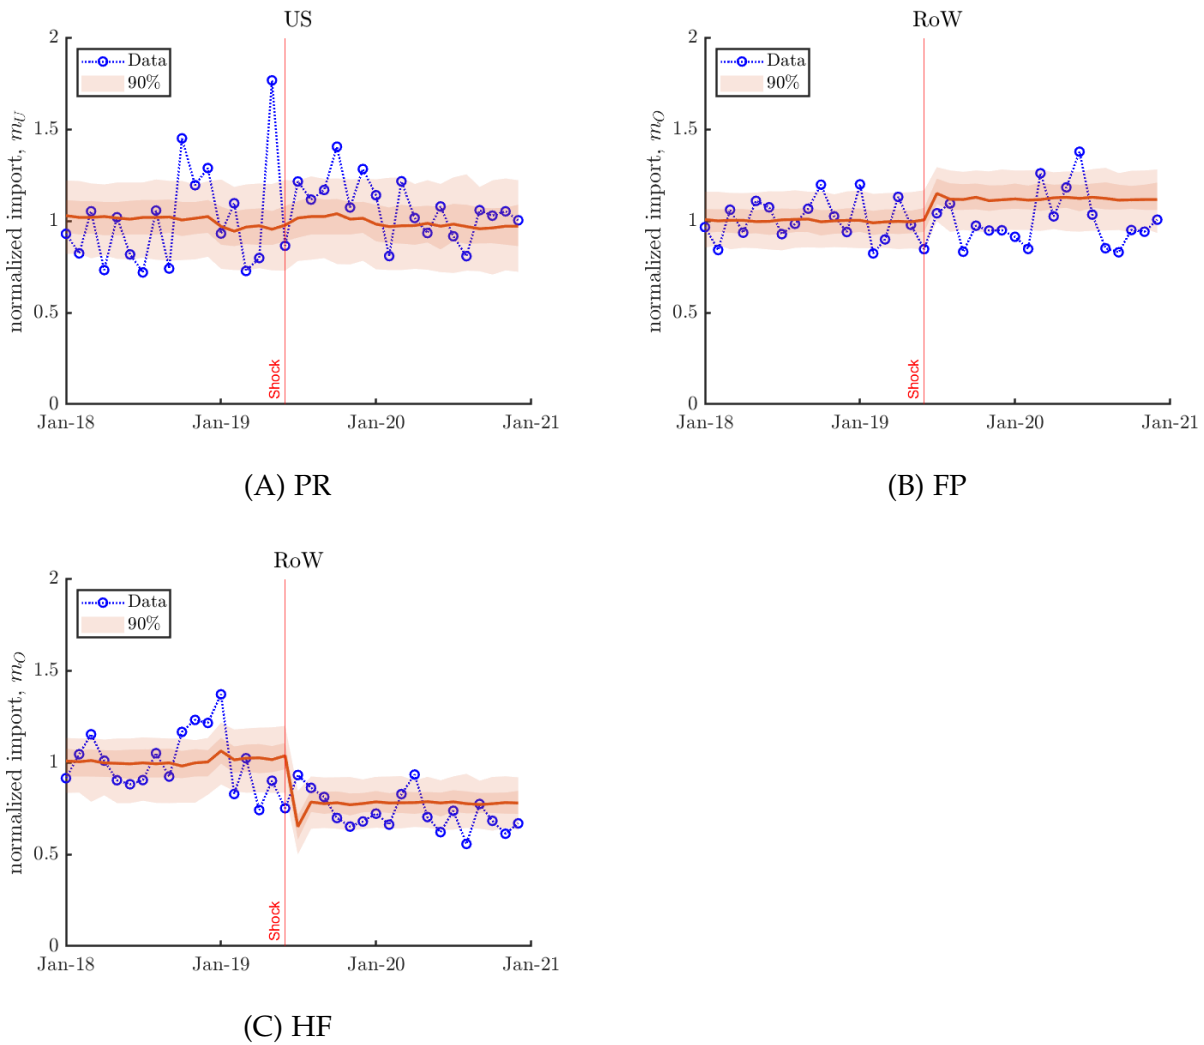 US
2
1.5
1
0.5
0
normalized import, m_U
Data
90%
Shock
Jan-18
Jan-19
Jan-20
Jan-21
(A) PR
RoW
2
1.5
1
0.5
0
normalized import, m_O
Data
90%
Shock
Jan-18
Jan-19
Jan-20
Jan-21
(B) FP
RoW
2
1.5
1
0.5
0
normalized import, m_O
Data
90%
Shock
Jan-18
Jan-19
Jan-20
Jan-21
(C) HF